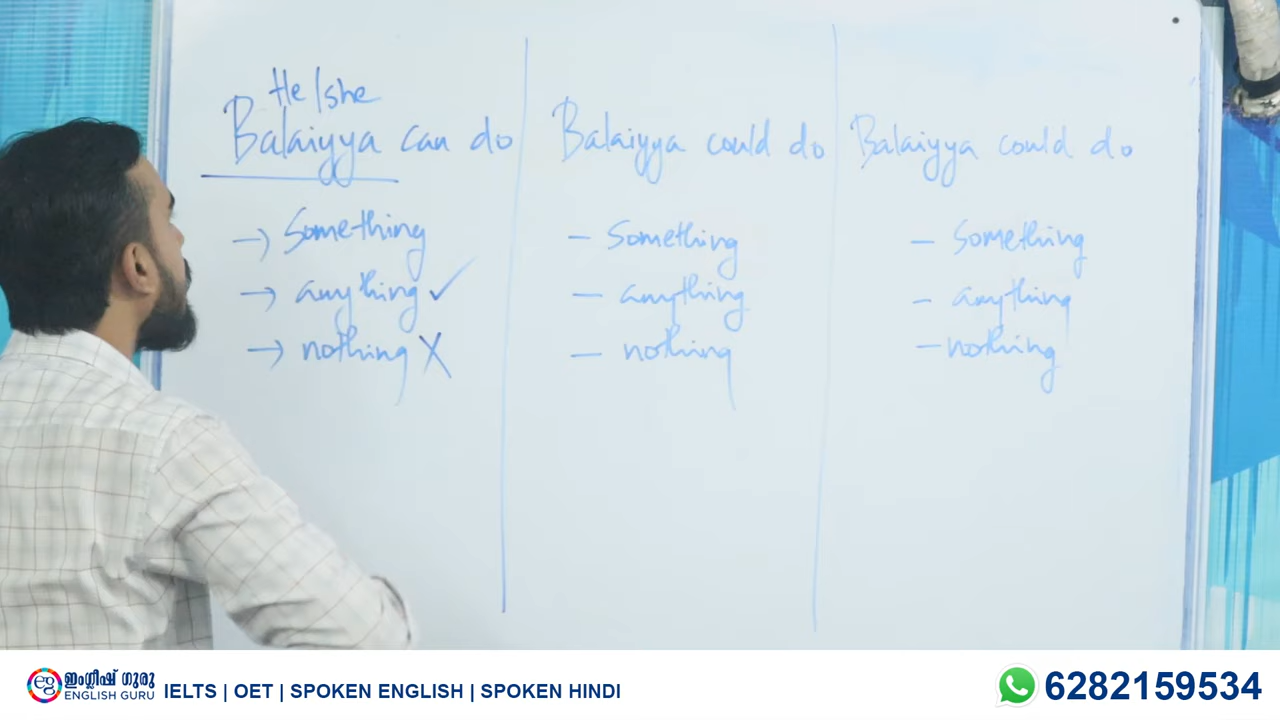 He/she
Balaiyya can do
→ Something
→ anything ✓
→ nothing X
Balaiyya could do
- Something
- anything
- nothing
Balaiyya could do
- Something
- anything
- nothing
eg ഇംഗ്ലീഷ് ഗുരു
ENGLISH GURU
IELTS | OET | SPOKEN ENGLISH | SPOKEN HINDI
6282159534